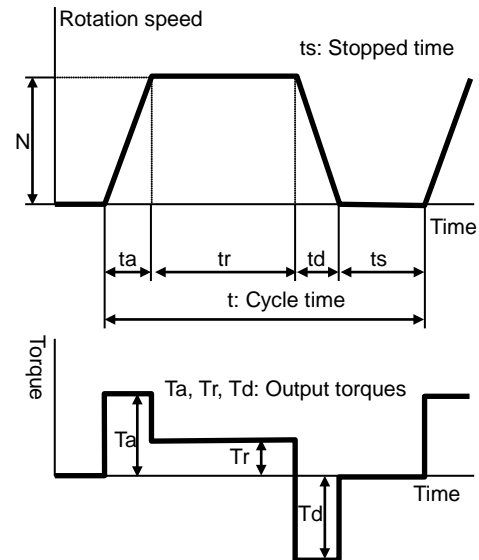 Rotation speed
ts: Stopped time
N
Time
ta
tr
td
ts
t: Cycle time
Torque
Ta, Tr, Td: Output torques
Ta
Tr
Td
Time